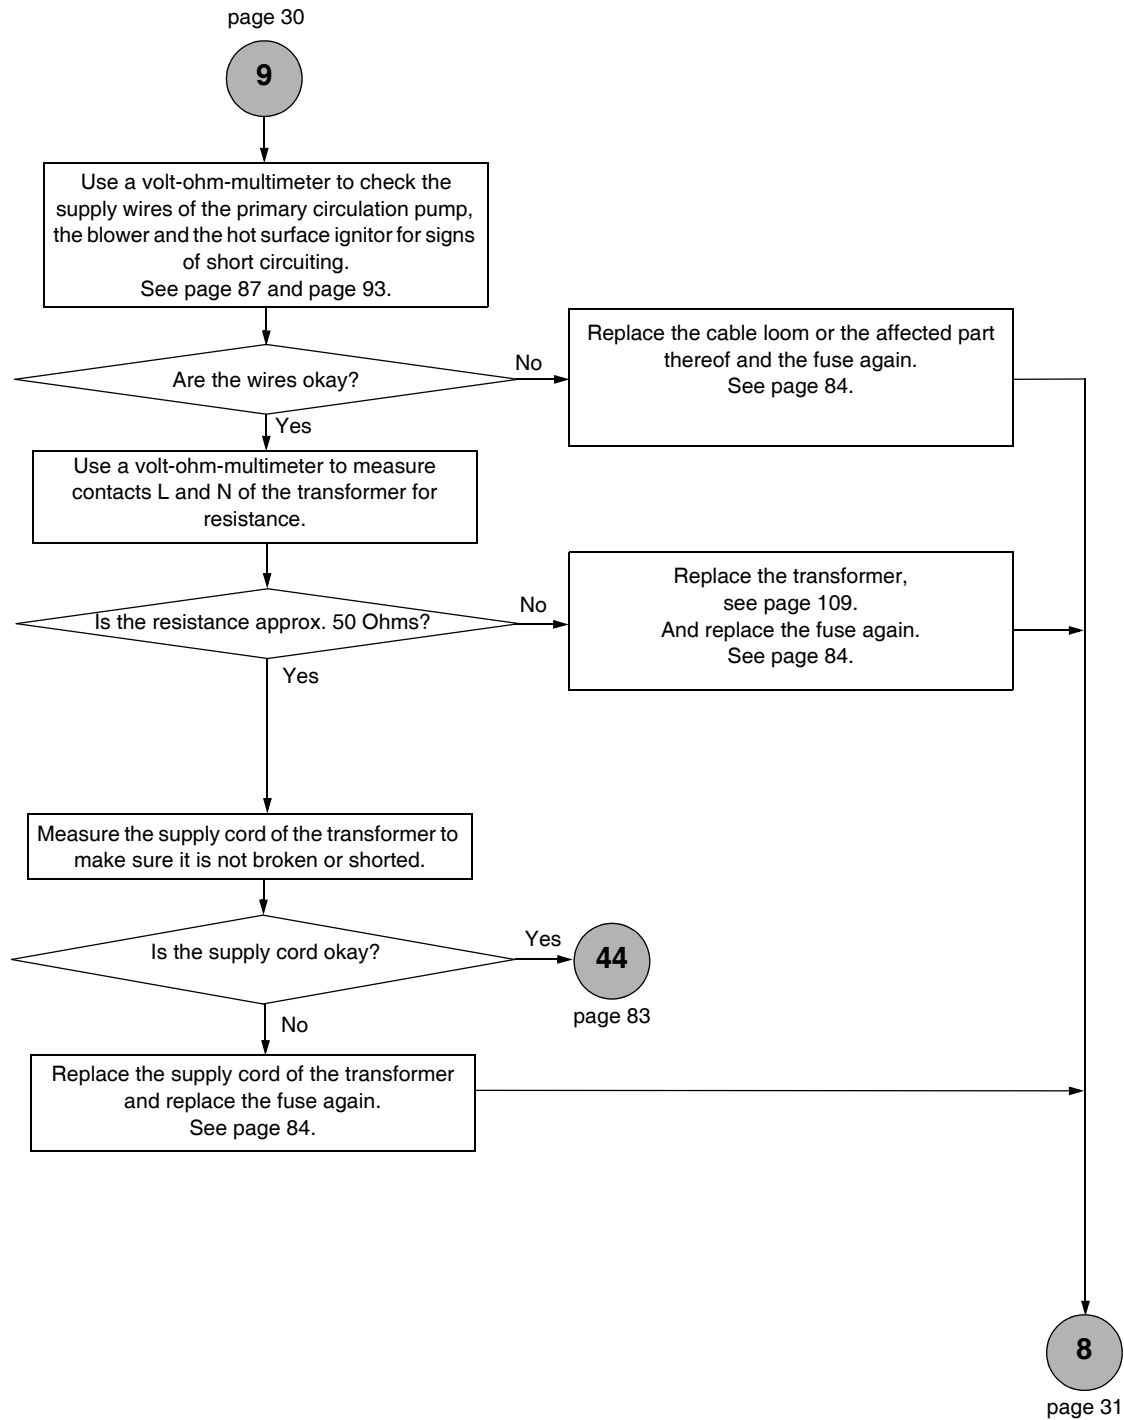 page 30
9
Use a volt-ohm-multimeter to check the
supply wires of the primary circulation pump,
the blower and the hot surface ignitor for signs
of short circuiting.
See page 87 and page 93.
Are the wires okay?
No
Replace the cable loom or the affected part
thereof and the fuse again.
See page 84.
Yes
Use a volt-ohm-multimeter to measure
contacts L and N of the transformer for
resistance.
Is the resistance approx. 50 Ohms?
No
Replace the transformer,
see page 109.
And replace the fuse again.
See page 84.
Yes
Measure the supply cord of the transformer to
make sure it is not broken or shorted.
Is the supply cord okay?
Yes
44
page 83
No
Replace the supply cord of the transformer
and replace the fuse again.
See page 84.
8
page 31